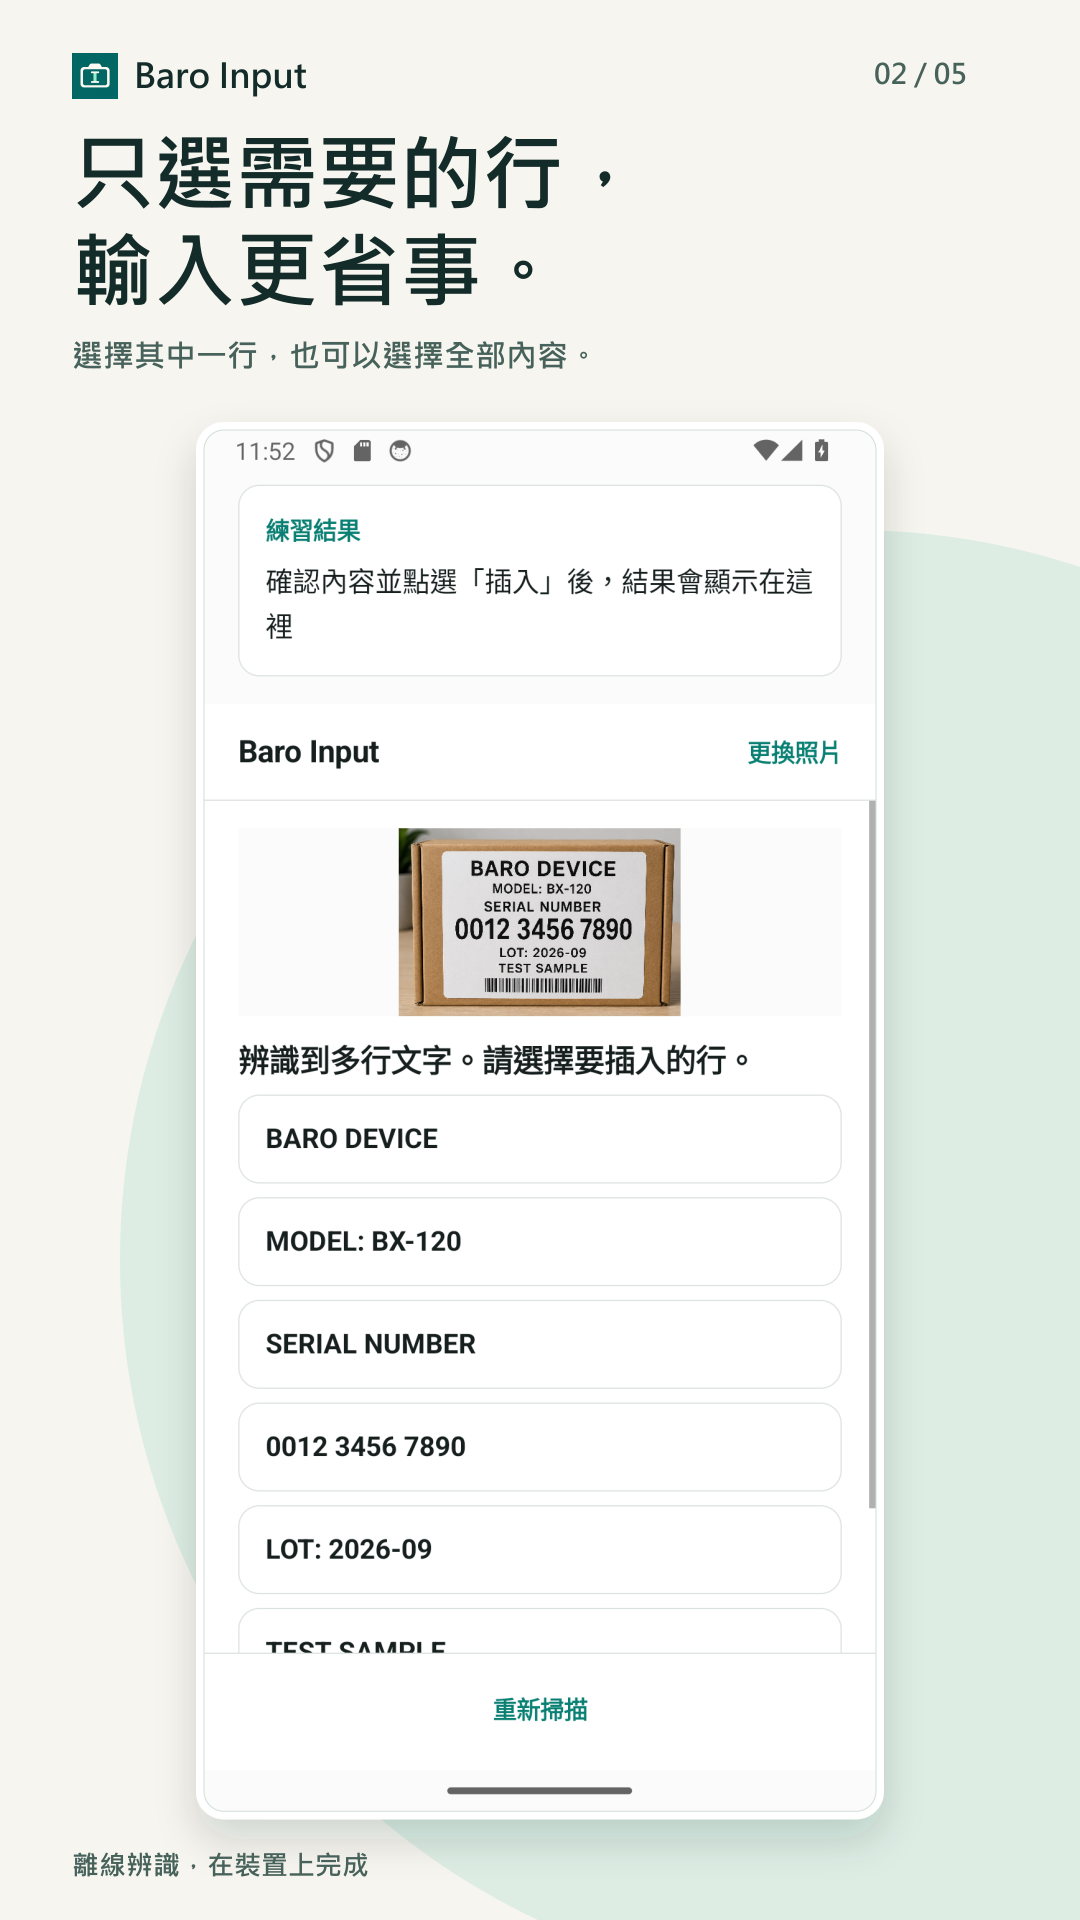 Baro Input
02 / 05
只選需要的行，
輸入更省事。
選擇其中一行，也可以選擇全部內容。
11:52
練習結果
確認內容並點選「插入」後，結果會顯示在這
裡
Baro Input
更換照片
BARO DEVICE
MODEL: BX-120
SERIAL NUMBER
0012 3456 7890
LOT: 2026-09
TEST SAMPLE
辨識到多行文字。請選擇要插入的行。
BARO DEVICE
MODEL: BX-120
SERIAL NUMBER
0012 3456 7890
LOT: 2026-09
TEST SAMPLE
重新掃描
離線辨識，在裝置上完成